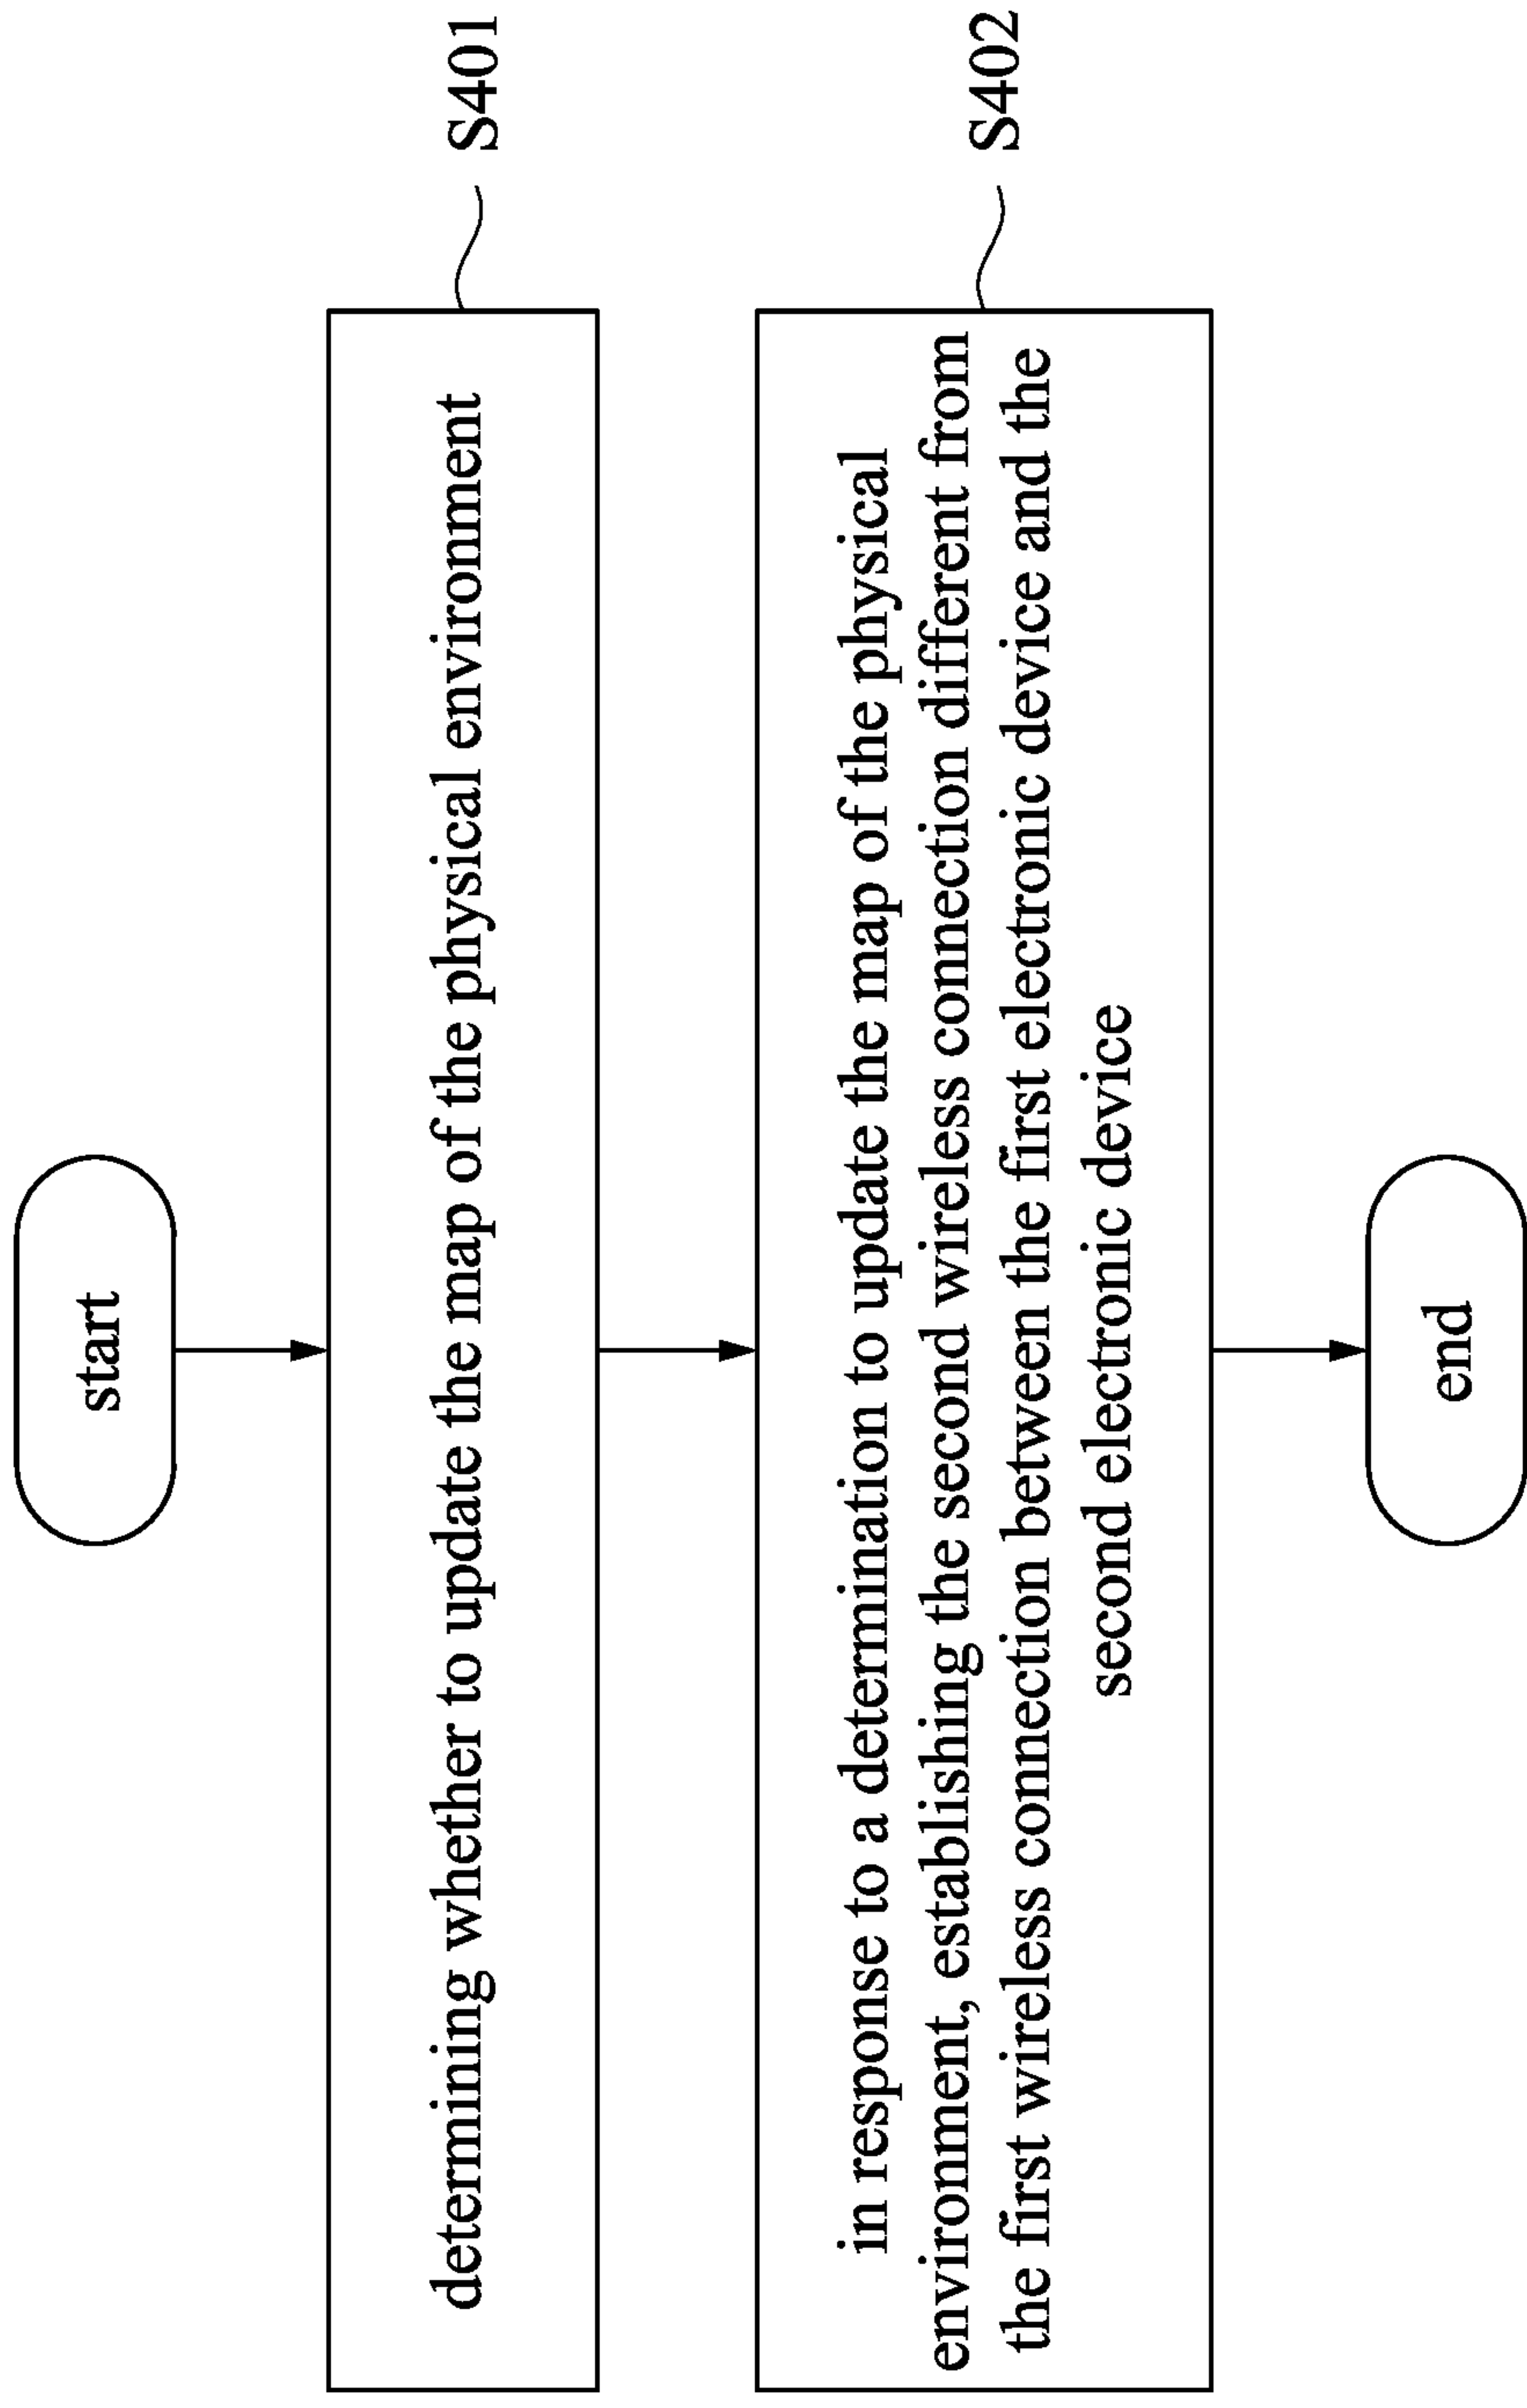 start
determining whether to update the map of the physical environment
S401
in response to a determination to update the map of the physical
environment, establishing the second wireless connection different from
the first wireless connection between the first electronic device and the
second electronic device
S402
end